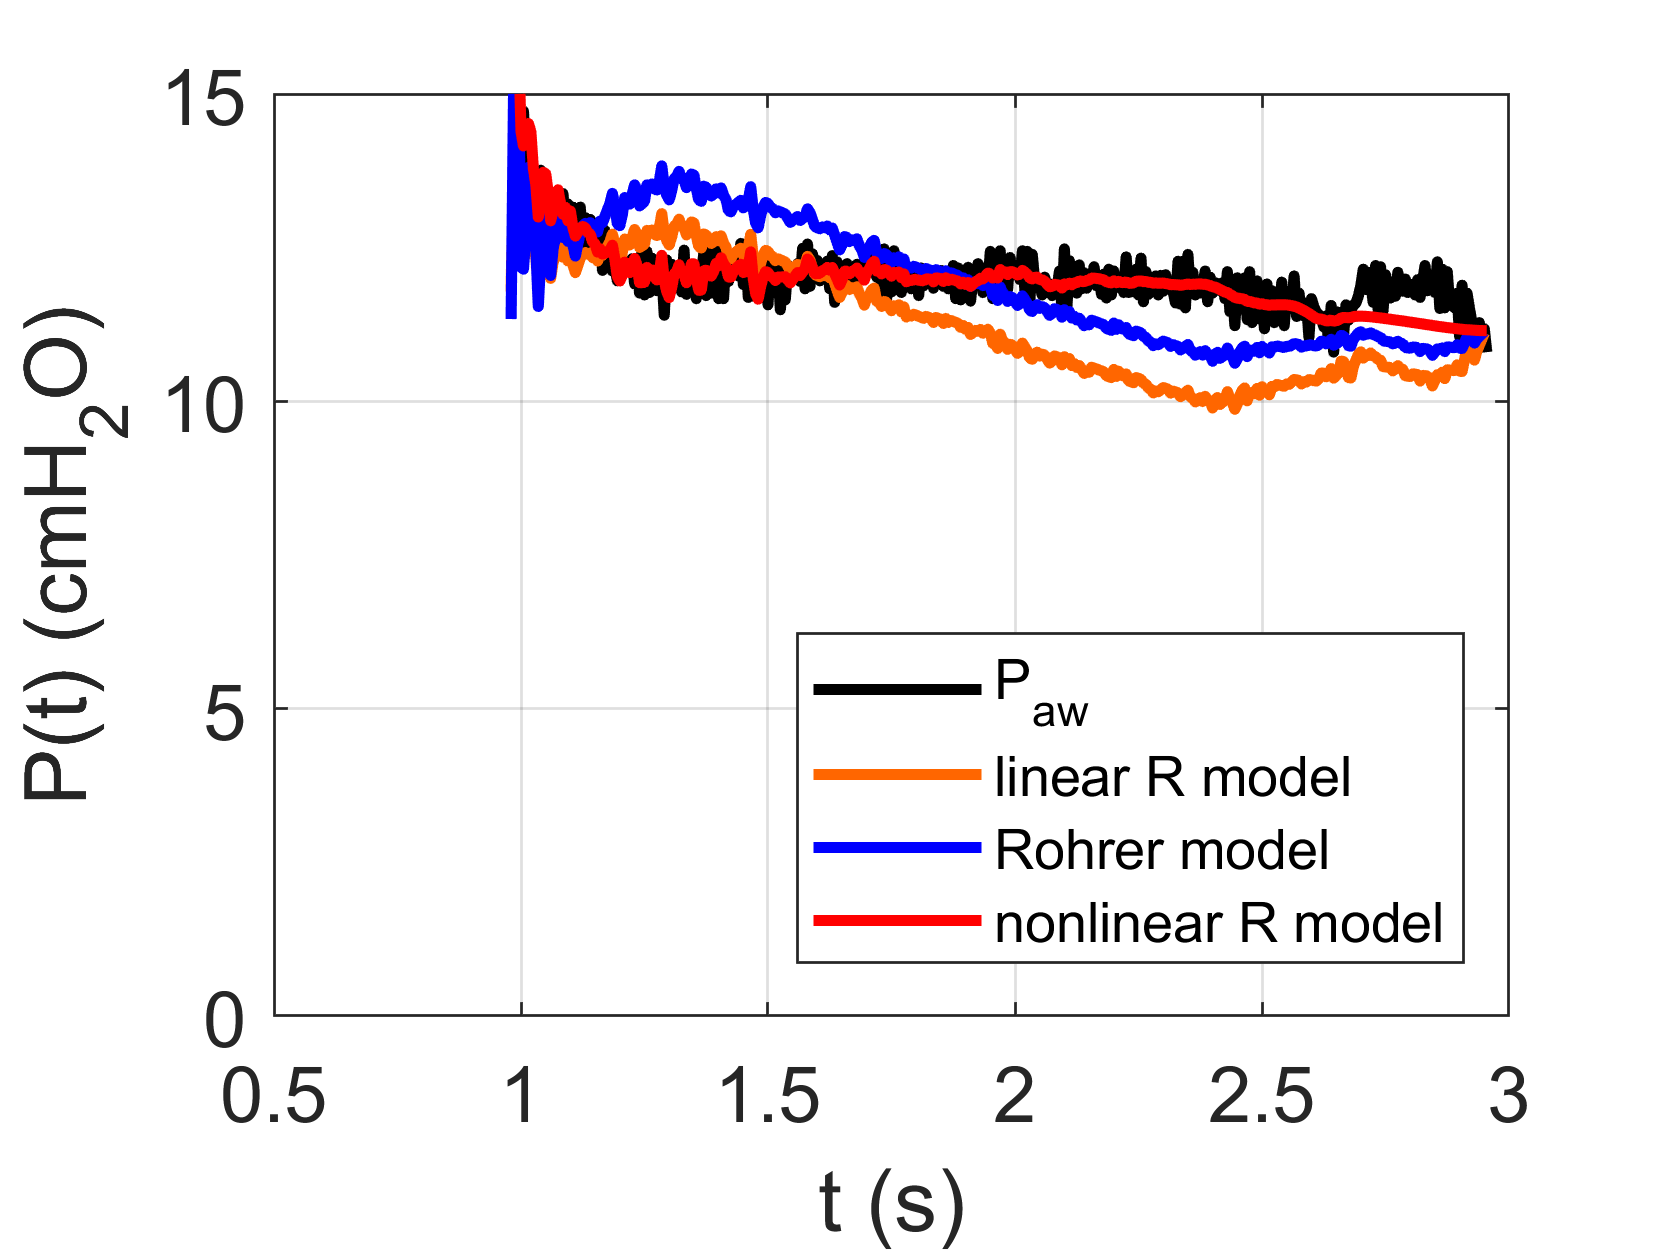 15
10
5
0
P(t) (cmH2O)
0.5 1 1.5 2 2.5 3
t (s)
Paw
linear R model
Rohrer model
nonlinear R model